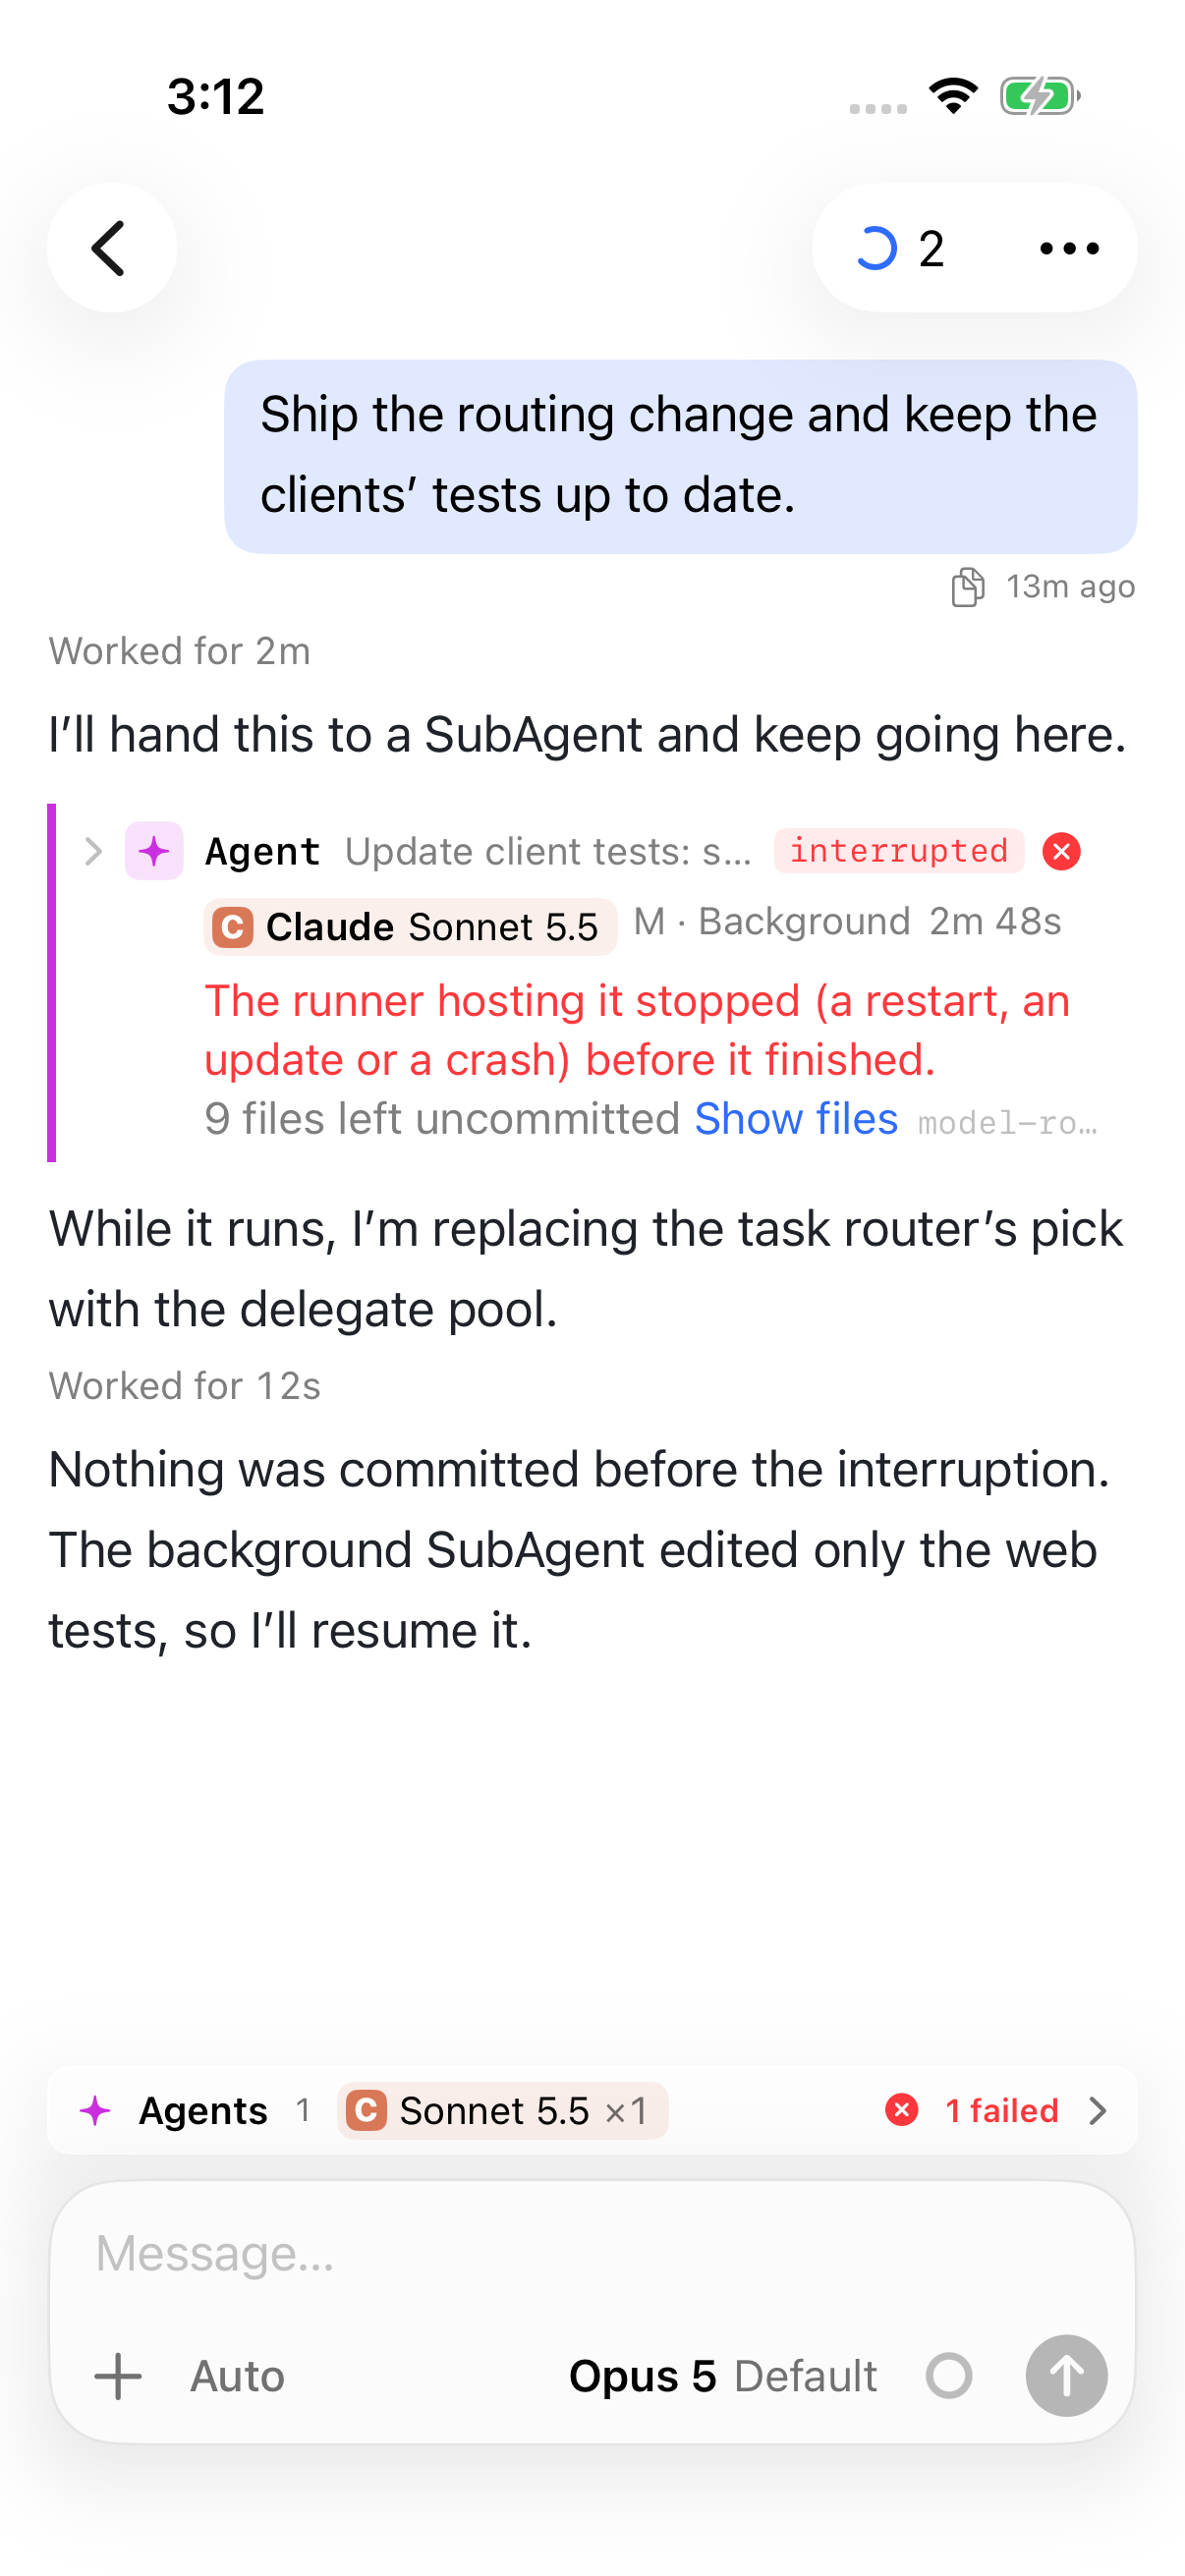 3:12
2
Ship the routing change and keep the
clients’ tests up to date.
13m ago
Worked for 2m
I’ll hand this to a SubAgent and keep going here.
Agent Update client tests: s... interrupted
C Claude Sonnet 5.5 M · Background 2m 48s
The runner hosting it stopped (a restart, an
update or a crash) before it finished.
9 files left uncommitted Show files model-ro…
While it runs, I’m replacing the task router’s pick
with the delegate pool.
Worked for 12s
Nothing was committed before the interruption.
The background SubAgent edited only the web
tests, so I’ll resume it.
Agents 1 C Sonnet 5.5 ×1 1 failed
Message...
Auto Opus 5 Default